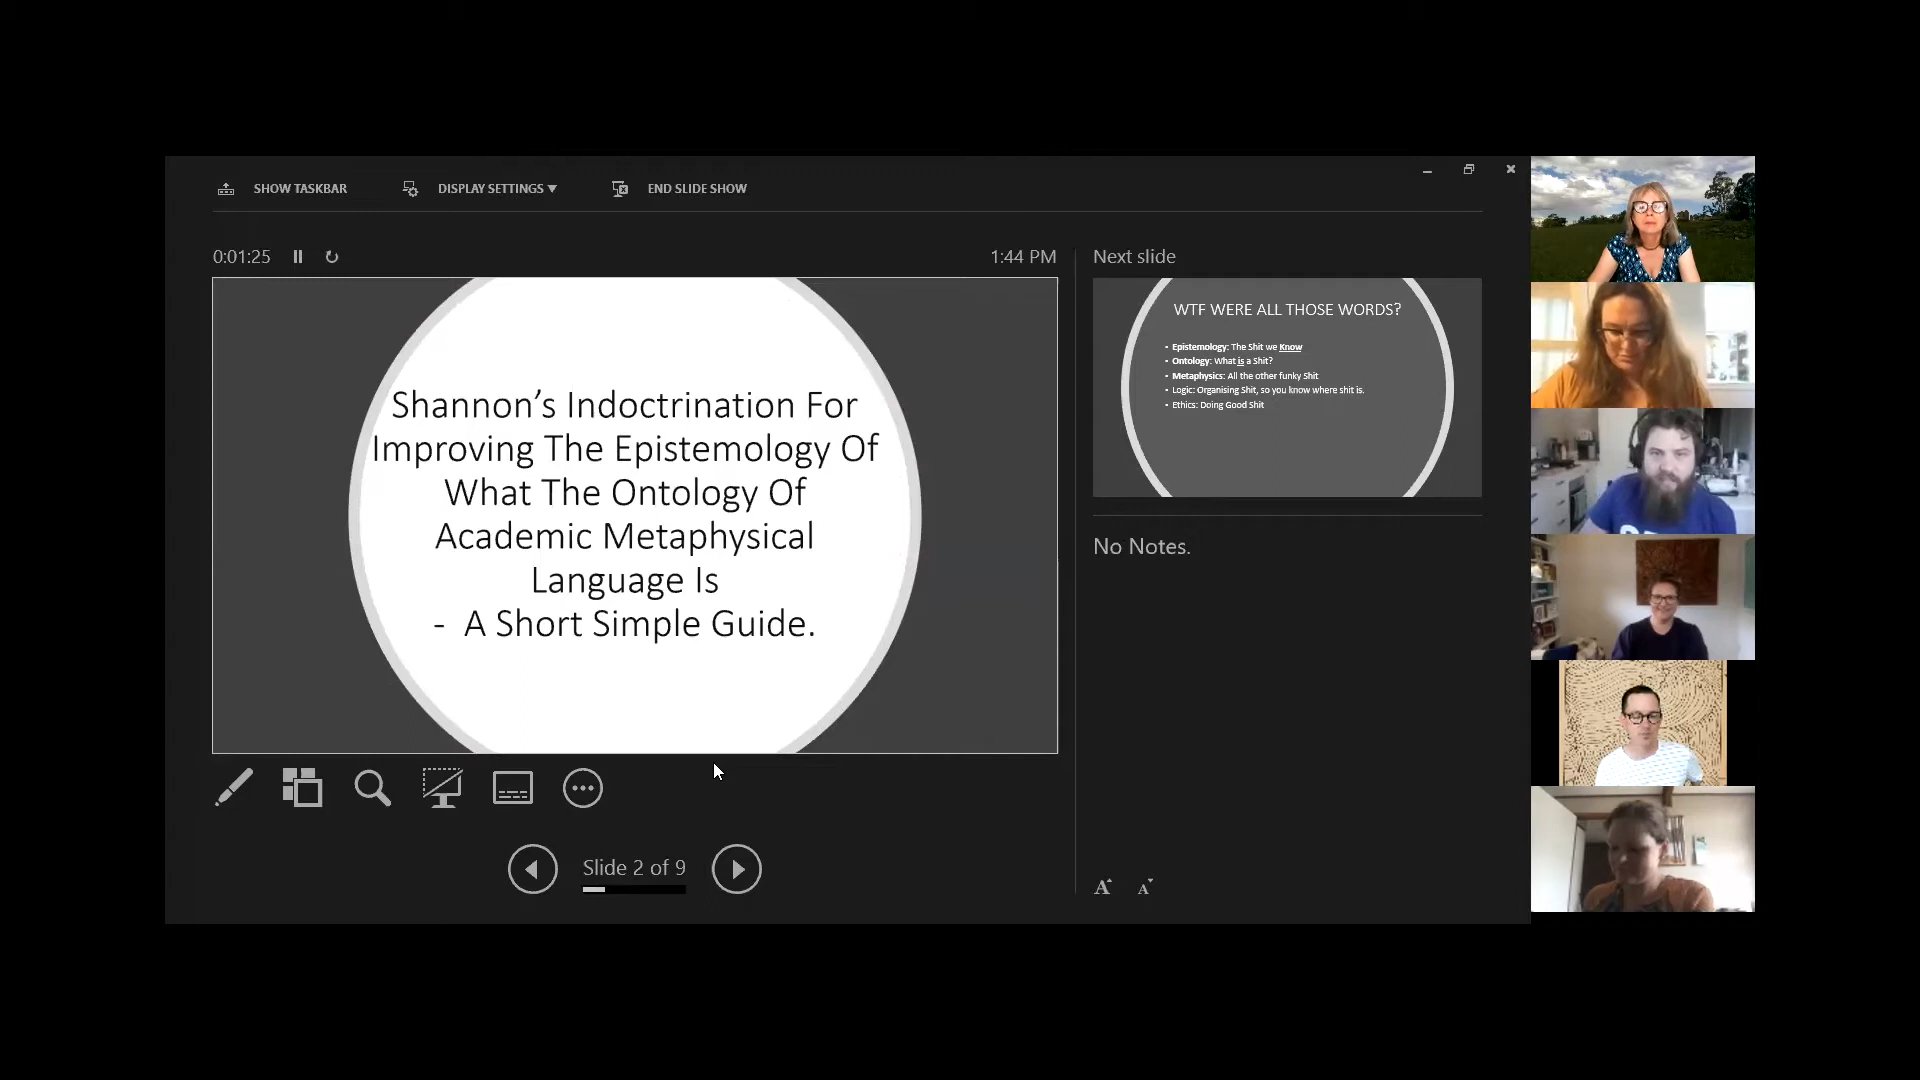 SHOW TASKBAR
DISPLAY SETTINGS ▼
END SLIDE SHOW
0:01:25
1:44 PM
Shannon’s Indoctrination For
Improving The Epistemology Of
What The Ontology Of
Academic Metaphysical
Language Is
- A Short Simple Guide.
Slide 2 of 9
Next slide
WTF WERE ALL THOSE WORDS?
• Epistemology: The Shit we Know
• Ontology: What is a Shit?
• Metaphysics: All the other funky Shit
• Logic: Organising Shit, so you know where shit is.
• Ethics: Doing Good Shit
No Notes.
A A